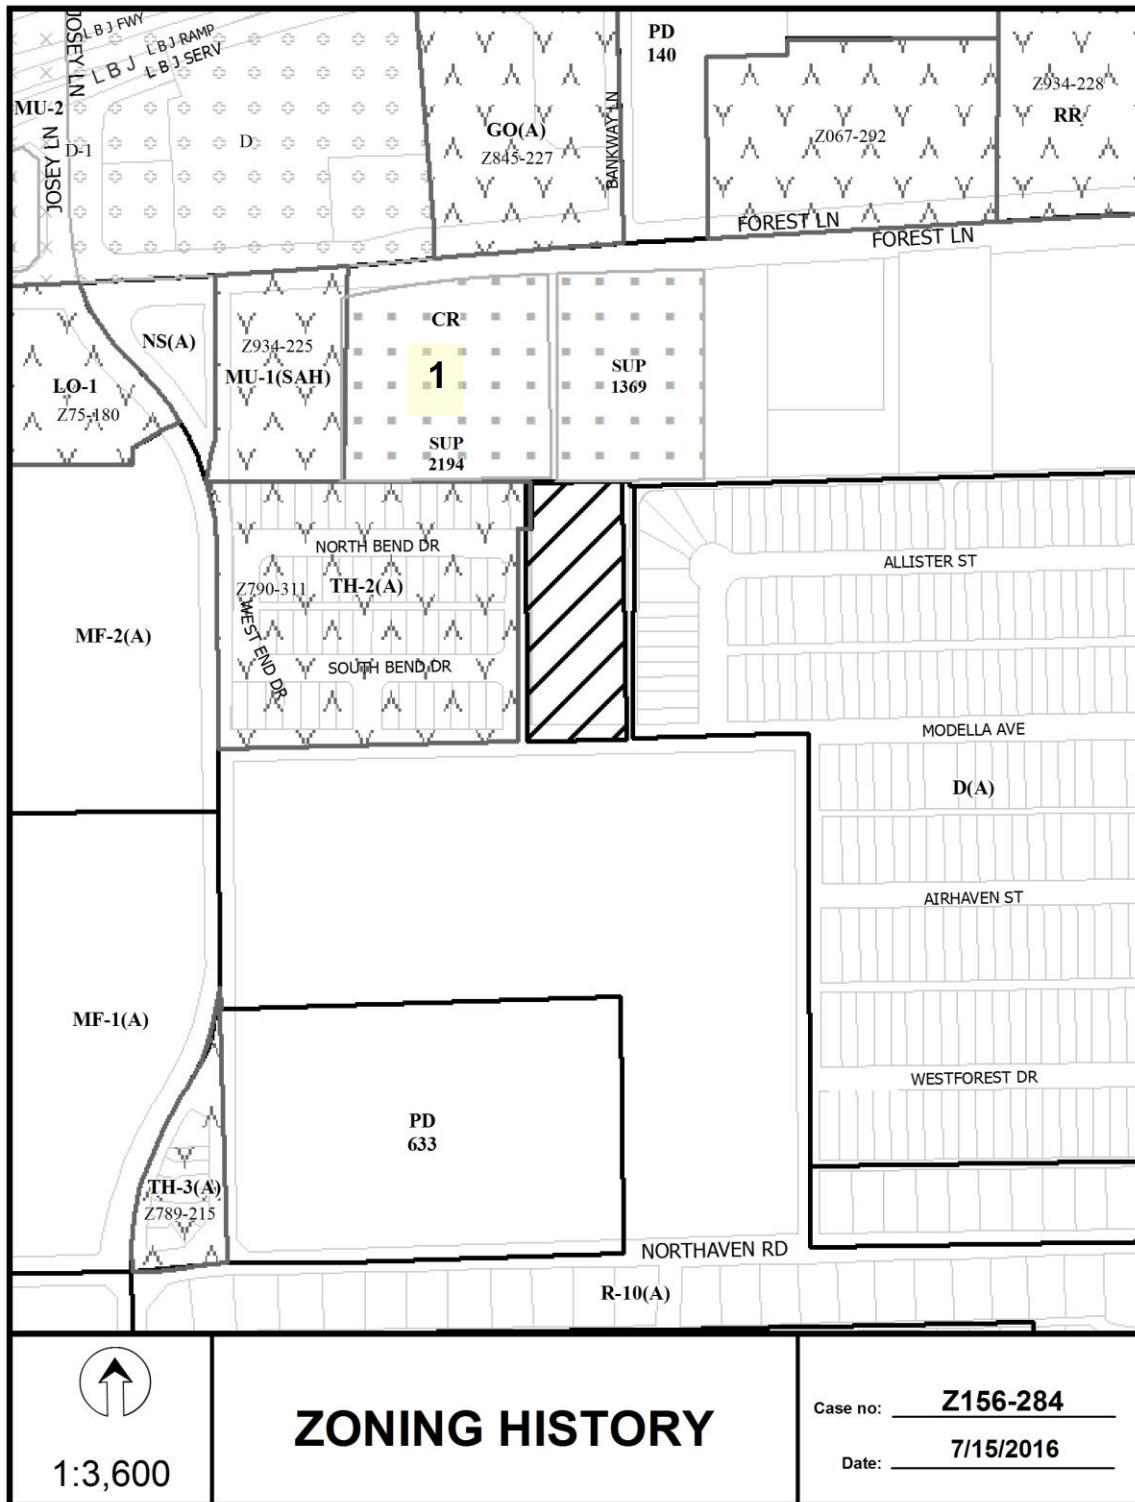 JOSEY LN
L B J FWY
L B J RAMP
L B J
L B J SERV
PD
140
MU-2
D-1
D
JOSEY LN
GO(A)
Z845-227
BANKWAY LN
Z067-292
Z934-228
RR
FOREST LN
FOREST LN
NS(A)
LO-1
Z75-180
Z934-225
MU-1(SAH)
CR
1
SUP
2194
SUP
1369
NORTH BEND DR
Z790-311
TH-2(A)
WEST END DR
SOUTH BEND DR
ALLISTER ST
MF-2(A)
MODELLA AVE
D(A)
AIRHAVEN ST
MF-1(A)
WESTFOREST DR
PD
633
TH-3(A)
Z789-215
NORTHAVEN RD
R-10(A)
1:3,600
ZONING HISTORY
Case no: Z156-284
Date: 7/15/2016